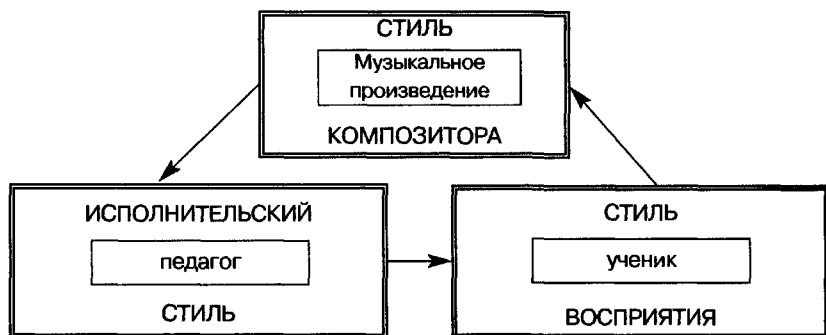 СТИЛЬ
Музыкальное
произведение
КОМПОЗИТОРА
ИСПОЛНИТЕЛЬСКИЙ
педагог
СТИЛЬ
СТИЛЬ
ученик
ВОСПРИЯТИЯ